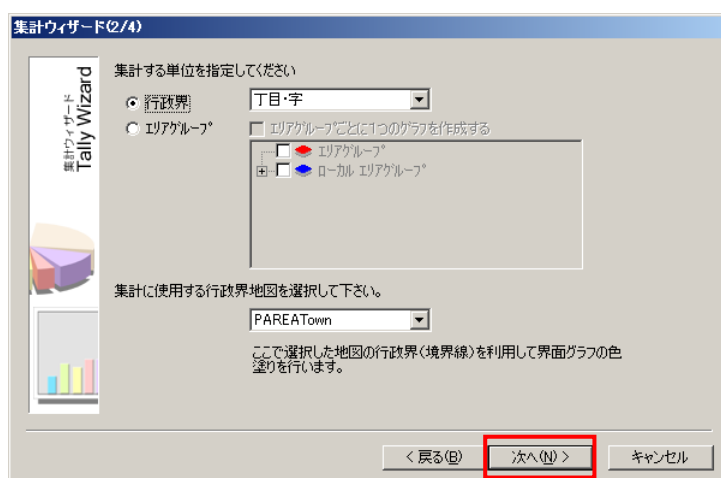 集計ウィザード(2/4)
集計ウィザード
Tally Wizard
集計する単位を指定してください
行政界
丁目・字
エリアグループ
エリアグループごとに1つのグラフを作成する
エリアグループ
ローカル エリアグループ
集計に使用する行政界地図を選択して下さい。
PAREATown
ここで選択した地図の行政界(境界線)を利用して界面グラフの色
塗りを行います。
< 戻る(B)
次へ(N) >
キャンセル